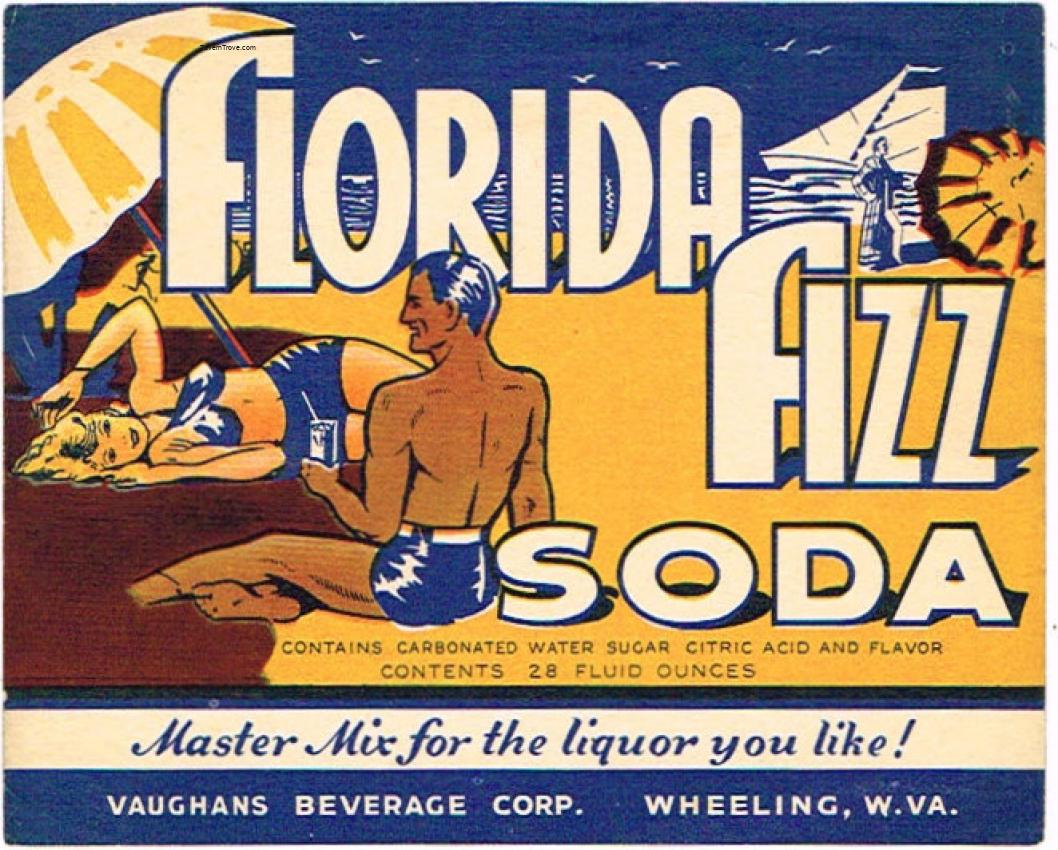 FLORIDA
FIZZ
SODA
CONTAINS CARBONATED WATER SUGAR CITRIC ACID AND FLAVOR
CONTENTS 28 FLUID OUNCES
Master Mix for the liquor you like!
VAUGHANS BEVERAGE CORP. WHEELING, W.VA.